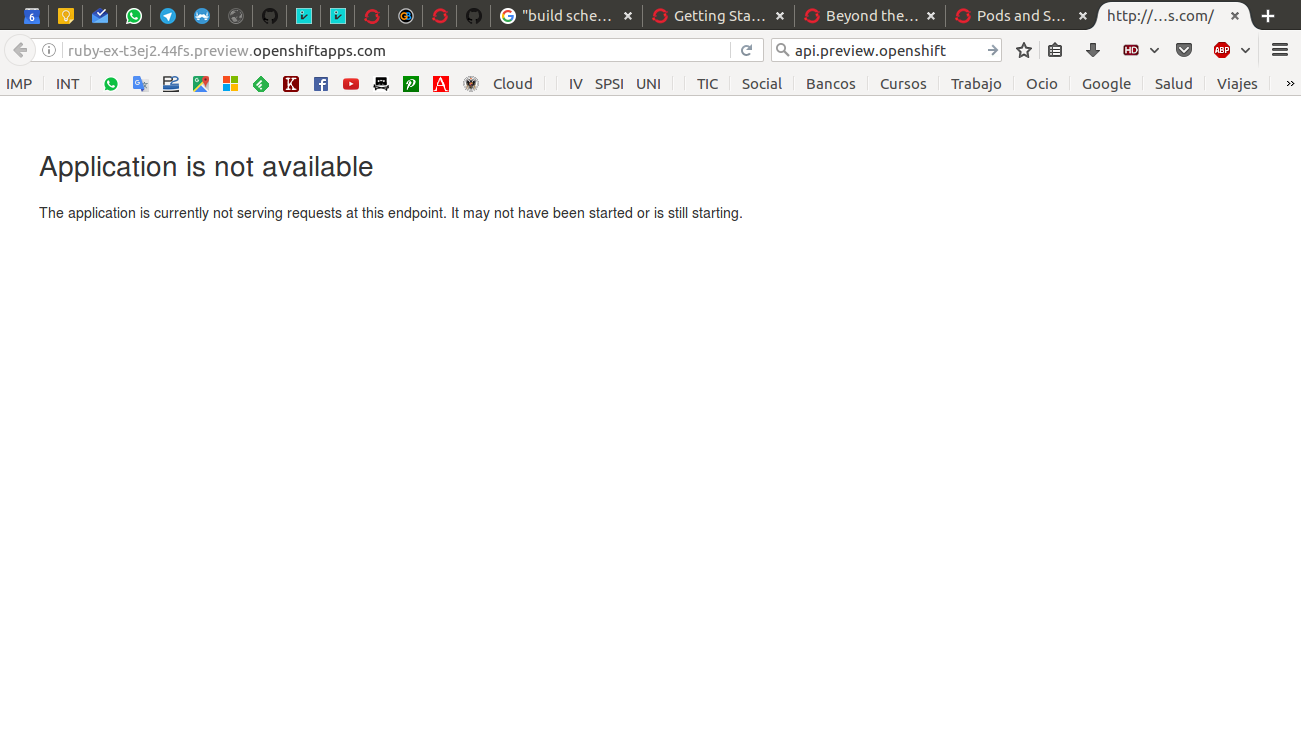 6 "build sche... Getting Sta... Beyond the... Pods and S... http://...s.com/
ruby-ex-t3ej2.44fs.preview.openshiftapps.com api.preview.openshift HD ABP
IMP INT K P A Cloud IV SPSI UNI TIC Social Bancos Cursos Trabajo Ocio Google Salud Viajes »
Application is not available
The application is currently not serving requests at this endpoint. It may not have been started or is still starting.